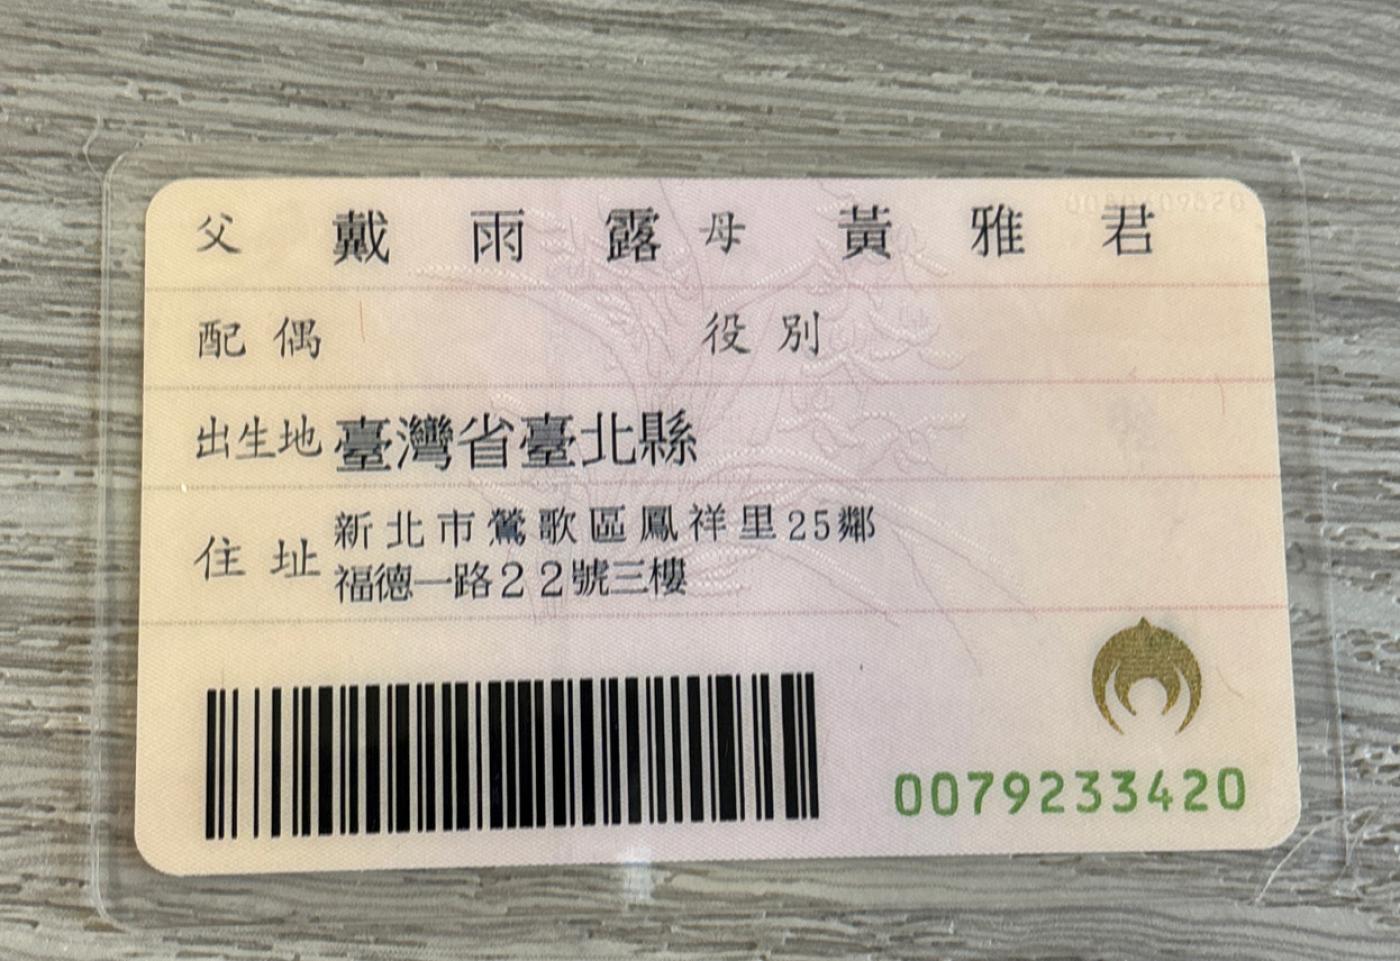 父 戴雨露 母 黃雅君
配偶 役別
出生地 臺灣省臺北縣
住址 新北市鶯歌區鳳祥里25鄰
福德一路22號三樓
0079233420